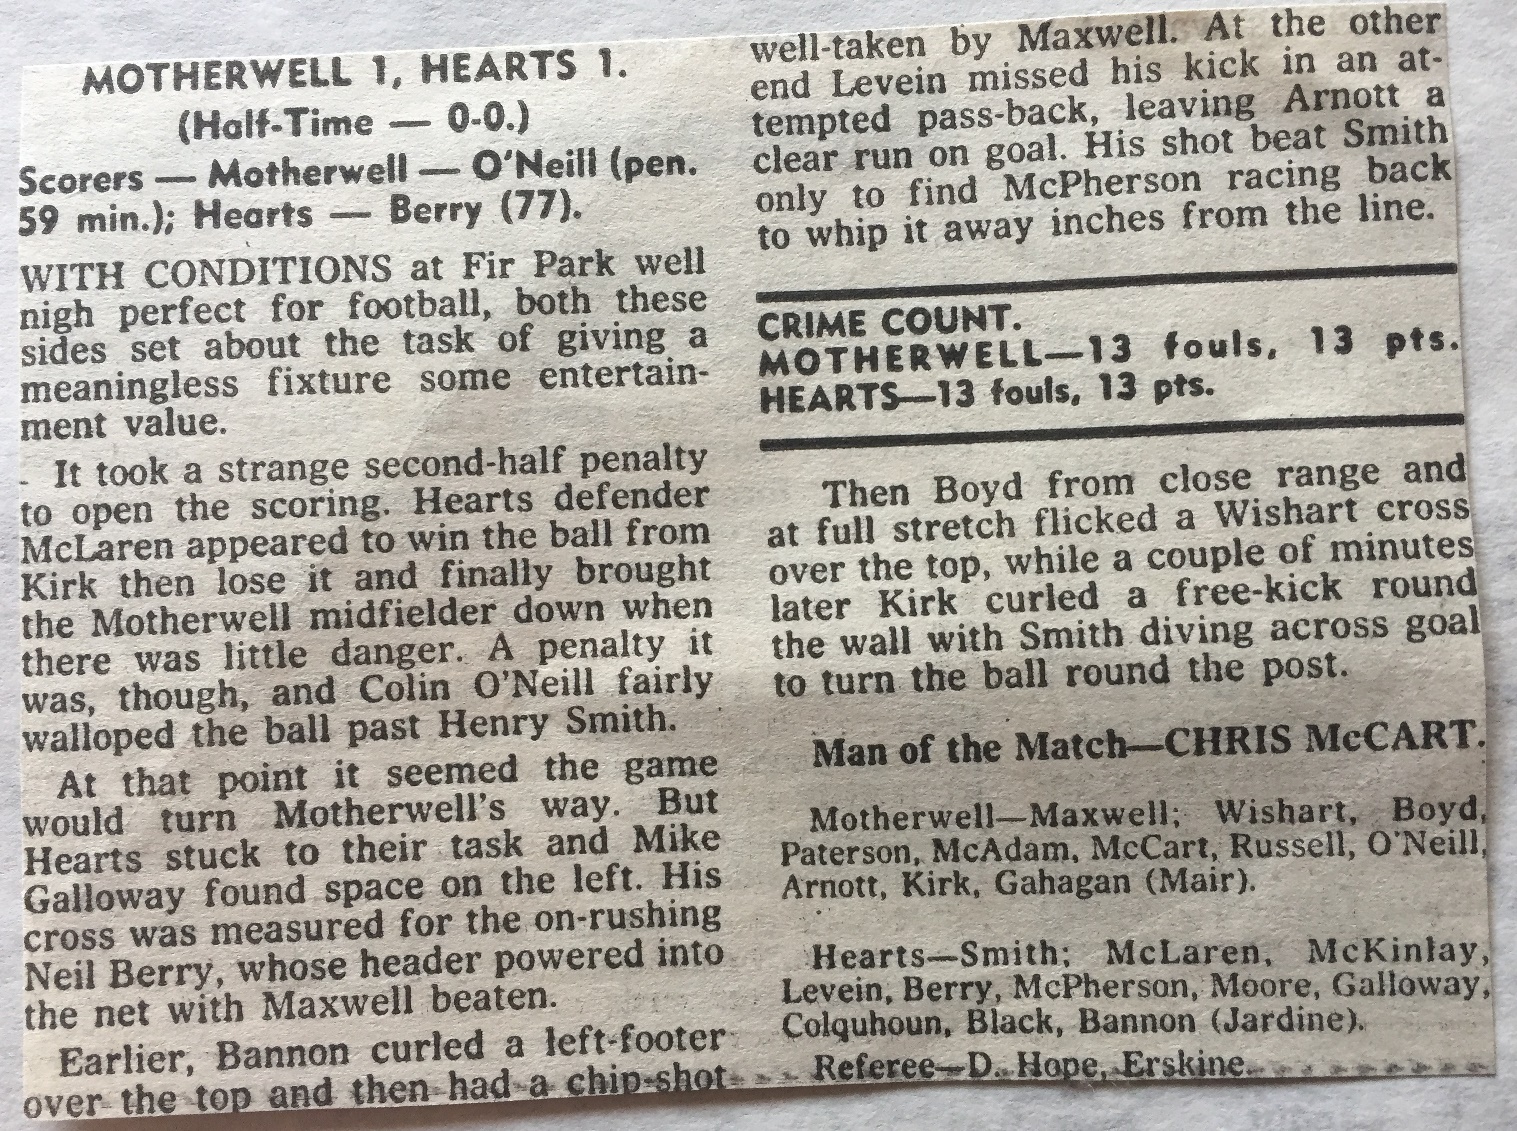 MOTHERWELL 1, HEARTS 1.
(Half-Time — 0-0.)
Scorers — Motherwell — O'Neill (pen.
59 min.); Hearts — Berry (77).
WITH CONDITIONS at Fir Park well
nigh perfect for football, both these
sides set about the task of giving a
meaningless fixture some entertain-
ment value.
It took a strange second-half penalty
to open the scoring. Hearts defender
McLaren appeared to win the ball from
Kirk then lose it and finally brought
the Motherwell midfielder down when
there was little danger. A penalty it
was, though, and Colin O'Neill fairly
walloped the ball past Henry Smith.
At that point it seemed the game
would turn Motherwell's way. But
Hearts stuck to their task and Mike
Galloway found space on the left. His
cross was measured for the on-rushing
Neil Berry, whose header powered into
the net with Maxwell beaten.
Earlier, Bannon curled a left-footer
over the top and then had a chip-shot
well-taken by Maxwell. At the other
end Levein missed his kick in an at-
tempted pass-back, leaving Arnott a
clear run on goal. His shot beat Smith
only to find McPherson racing back
to whip it away inches from the line.
CRIME COUNT.
MOTHERWELL—13 fouls, 13 pts.
HEARTS—13 fouls, 13 pts.
Then Boyd from close range and
at full stretch flicked a Wishart cross
over the top, while a couple of minutes
later Kirk curled a free-kick round
the wall with Smith diving across goal
to turn the ball round the post.
Man of the Match—CHRIS McCART.
Motherwell—Maxwell; Wishart, Boyd,
Paterson, McAdam, McCart, Russell, O'Neill,
Arnott, Kirk, Gahagan (Mair).
Hearts—Smith; McLaren, McKinlay,
Levein, Berry, McPherson, Moore, Galloway,
Colquhoun, Black, Bannon (Jardine).
Referee—D. Hope, Erskine.